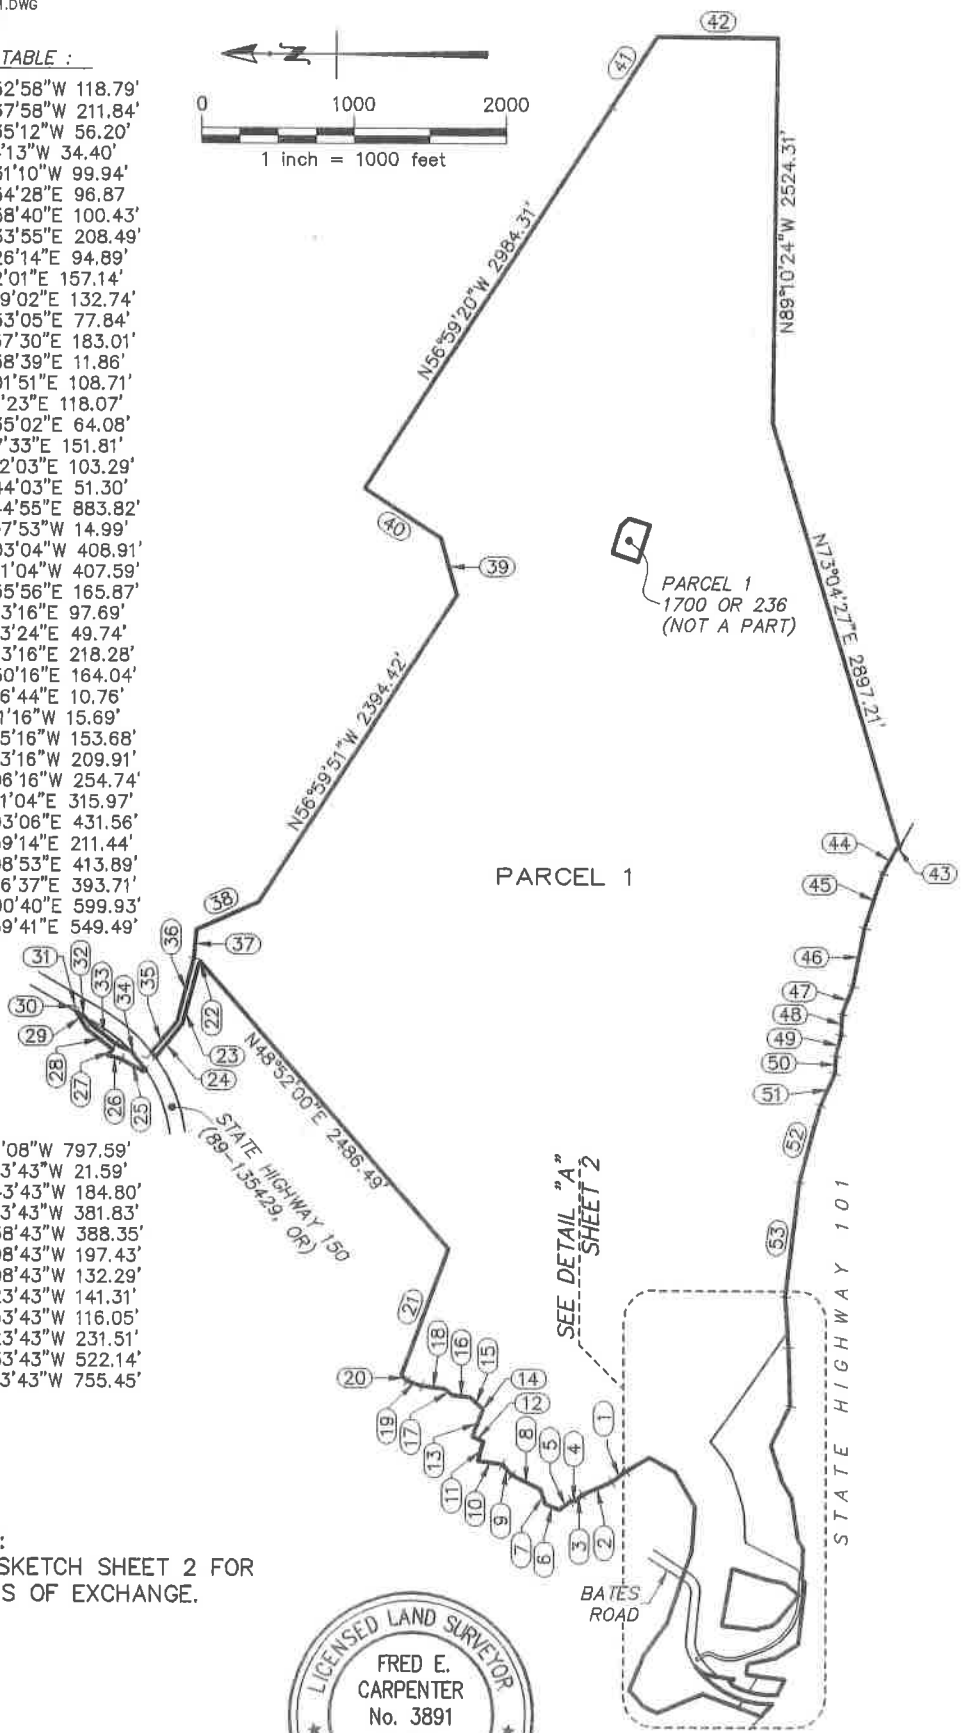 1.DWG
TABLE :
52'58"W 118.79'
57'58"W 211.84'
35'12"W 56.20'
'13"W 34.40'
31'10"W 99.94'
54'28"E 96.87
58'40"E 100.43'
33'55"E 208.49'
26'14"E 94.89'
2'01"E 157.14'
9'02"E 132.74'
53'05"E 77.84'
57'30"E 183.01'
58'39"E 11.86'
01'51"E 108.71'
'23"E 118.07'
35'02"E 64.08'
7'33"E 151.81'
2'03"E 103.29'
44'03"E 51.30'
4'55"E 883.82'
7'53"W 14.99'
03'04"W 408.91'
1'04"W 407.59'
55'56"E 165.87'
3'16"E 97.69'
3'24"E 49.74'
3'16"E 218.28'
50'16"E 164.04'
6'44"E 10.76'
1'16"W 15.69'
5'16"W 153.68'
3'16"W 209.91'
06'16"W 254.74'
1'04"E 315.97'
03'06"E 431.56'
9'14"E 211.44'
08'53"E 413.89'
6'37"E 393.71'
00'40"E 599.93'
59'41"E 549.49'
'08"W 797.59'
3'43"W 21.59'
3'43"W 184.80'
3'43"W 381.83'
58'43"W 388.35'
08'43"W 197.43'
08'43"W 132.29'
23'43"W 141.31'
3'43"W 116.05'
23'43"W 231.51'
53'43"W 522.14'
3'43"W 755.45'
N
0 1000 2000
1 inch = 1000 feet
42
41
N56°59'20"W 2984.31'
N89°10'24"W 2524.31'
40
39
PARCEL 1
1700 OR 236
(NOT A PART)
N73°04'27"E 2897.21'
N56°59'51"W 2394.42'
PARCEL 1
38
37
36
31
32
33
34
35
30
29
28
27
26
25
24
23
22
STATE HIGHWAY 150
(89-135429, OR)
N48°52'00"E 2486.49'
44
43
45
46
47
48
49
50
51
52
53
SEE DETAIL "A"
SHEET 2
STATE HIGHWAY 101
21
20
19
18
17
16
15
14
13
12
11
10
9
8
7
6
5
4
3
2
1
BATES
ROAD
:
SKETCH SHEET 2 FOR
S OF EXCHANGE.
LICENSED LAND SURVEYOR
FRED E.
CARPENTER
No. 3891